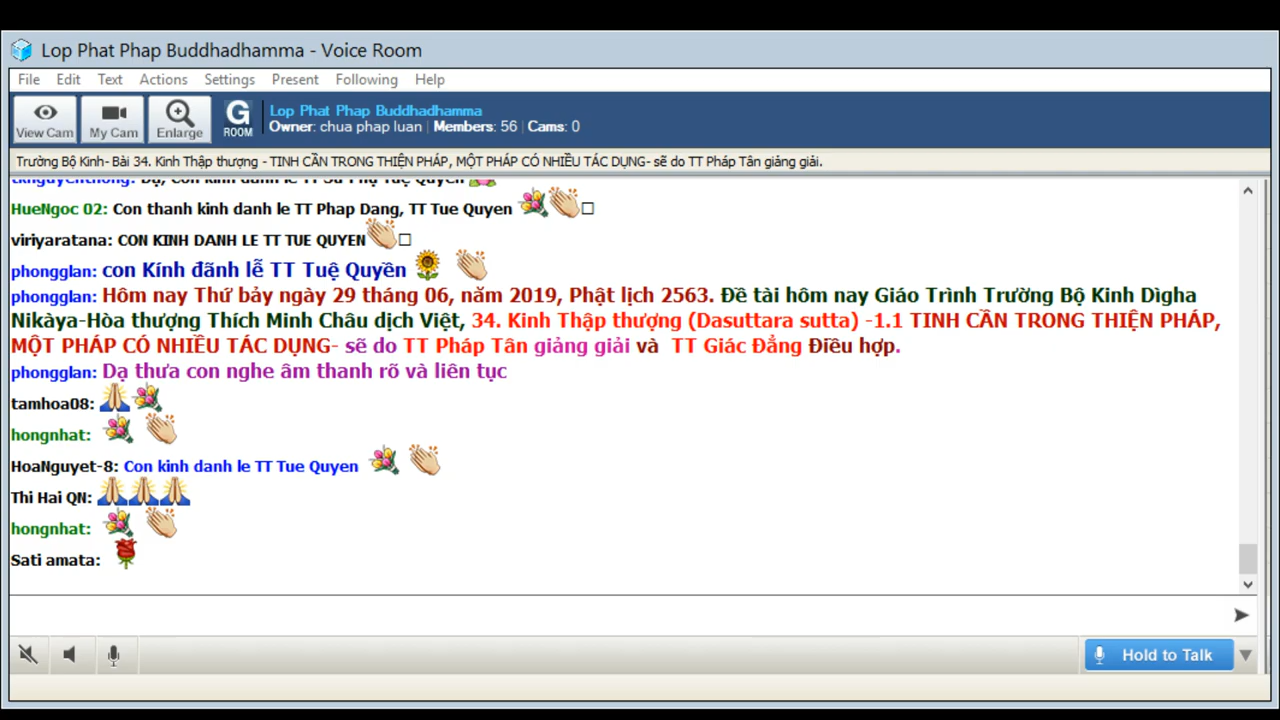 Lop Phat Phap Buddhadhamma - Voice Room
File Edit Text Actions Settings Present Following Help
View Cam My Cam Enlarge G ROOM
Lop Phat Phap Buddhadhamma
Owner: chua phap luan | Members: 56 | Cams: 0
Trường Bộ Kinh- Bài 34. Kinh Thập thượng - TINH CẦN TRONG THIỆN PHÁP, MỘT PHÁP CÓ NHIỀU TÁC DỤNG- sẽ do TT Pháp Tân giảng giải.
HueNgoc 02: Con thanh kinh danh le TT Phap Dang, TT Tue Quyen
viriyaratana: CON KINH DANH LE TT TUE QUYEN
phongglan: con Kính đãnh lễ TT Tuệ Quyền
phongglan: Hôm nay Thứ bảy ngày 29 tháng 06, năm 2019, Phật lịch 2563. Đề tài hôm nay Giáo Trình Trường Bộ Kinh Dìgha
Nikàya-Hòa thượng Thích Minh Châu dịch Việt, 34. Kinh Thập thượng (Dasuttara sutta) -1.1 TINH CẦN TRONG THIỆN PHÁP,
MỘT PHÁP CÓ NHIỀU TÁC DỤNG- sẽ do TT Pháp Tân giảng giải và TT Giác Đẳng Điều hợp.
phongglan: Dạ thưa con nghe âm thanh rõ và liên tục
tamhoa08:
hongnhat:
HoaNguyet-8: Con kinh danh le TT Tue Quyen
Thi Hai QN:
hongnhat:
Sati amata:
Hold to Talk